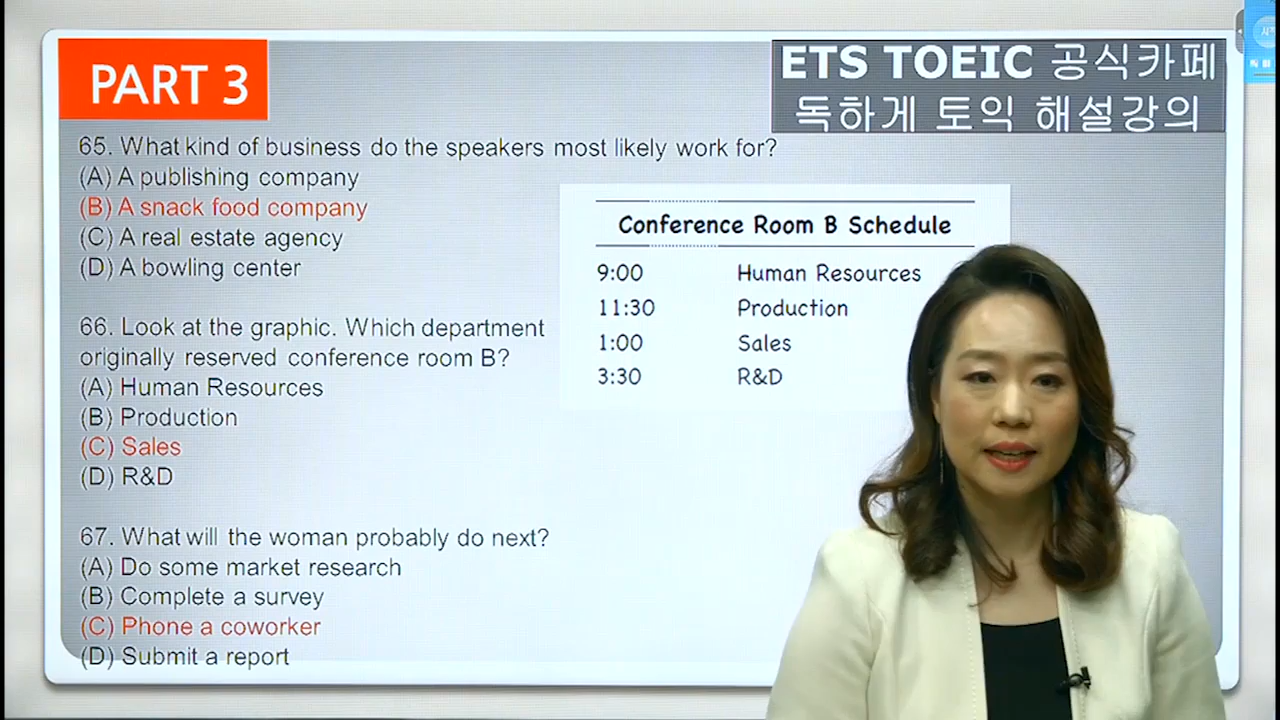 PART 3
ETS TOEIC 공식카페
독하게 토익 해설강의
65. What kind of business do the speakers most likely work for?
(A) A publishing company
(B) A snack food company
(C) A real estate agency
(D) A bowling center
66. Look at the graphic. Which department
originally reserved conference room B?
(A) Human Resources
(B) Production
(C) Sales
(D) R&D
67. What will the woman probably do next?
(A) Do some market research
(B) Complete a survey
(C) Phone a coworker
(D) Submit a report
Conference Room B Schedule
9:00 Human Resources
11:30 Production
1:00 Sales
3:30 R&D